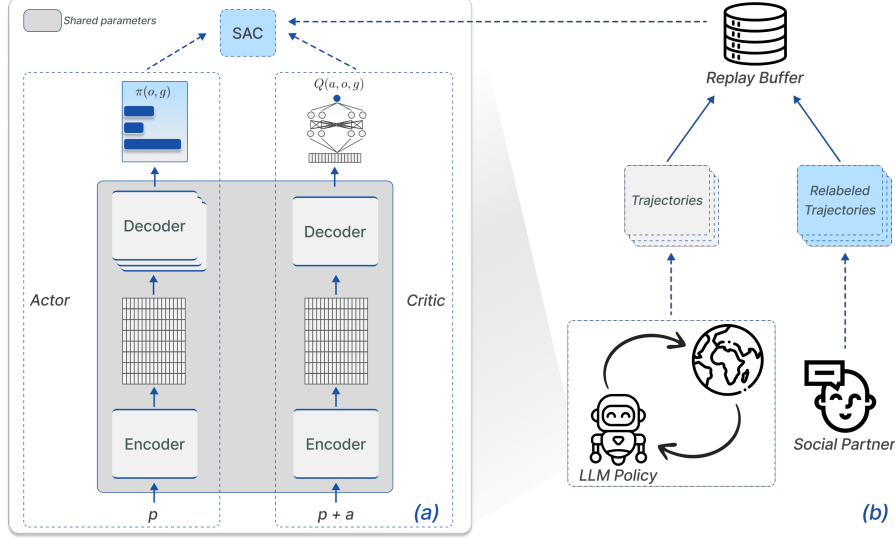 Shared parameters
SAC
π(o, g)
Q(a, o, g)
Decoder
Decoder
Actor
Critic
Encoder
Encoder
p
p + a
(a)
Replay Buffer
Trajectories
Relabeled
Trajectories
LLM Policy
Social Partner
(b)